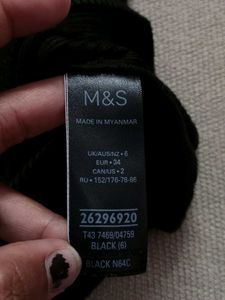 M&S
MADE IN MYANMAR
UK/AUS/NZ • 6
EUR • 34
CAN/US • 2
RU • 152/176-78-86
26296920
T43 7469/04759
BLACK (6)
BLACK N64C